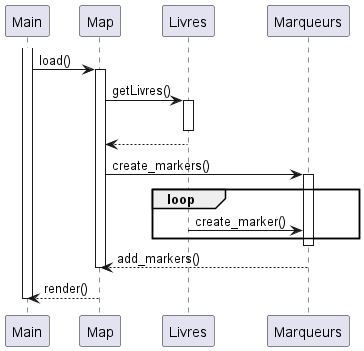 Main Map Livres Marqueurs
load()
getLivres()
create_markers()
loop
create_marker()
add_markers()
render()
Main Map Livres Marqueurs